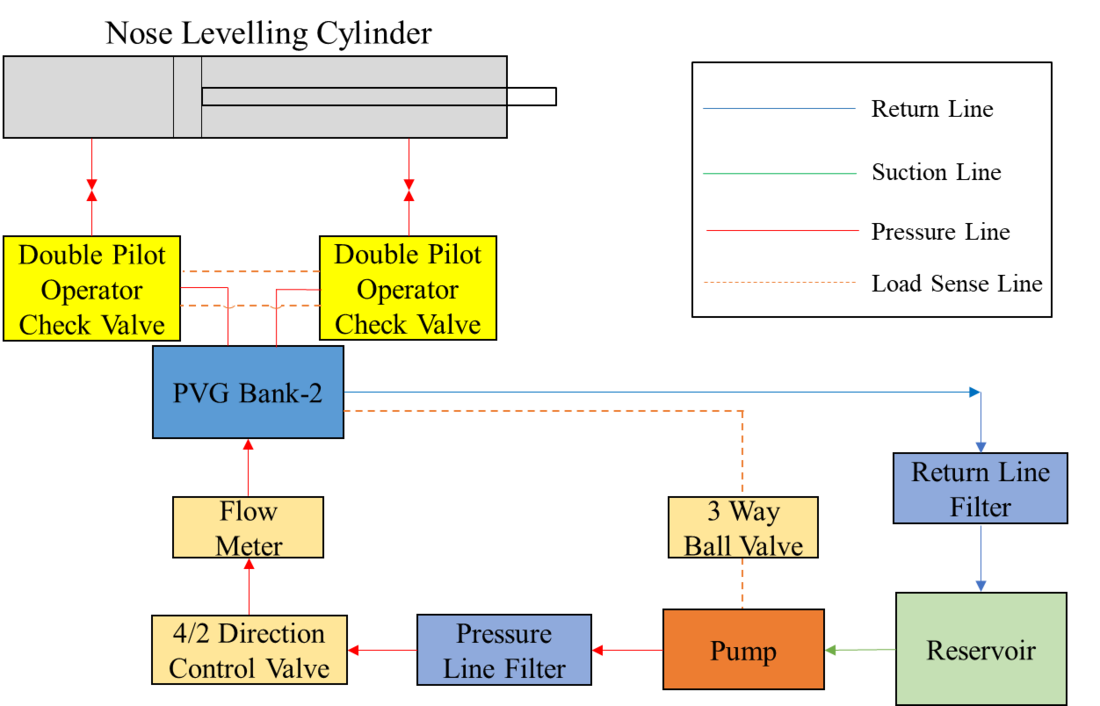 Nose Levelling Cylinder
Return Line
Suction Line
Pressure Line
Load Sense Line
Double Pilot
Operator
Check Valve
Double Pilot
Operator
Check Valve
PVG Bank-2
Return Line
Filter
Flow
Meter
3 Way
Ball Valve
4/2 Direction
Control Valve
Pressure
Line Filter
Pump
Reservoir